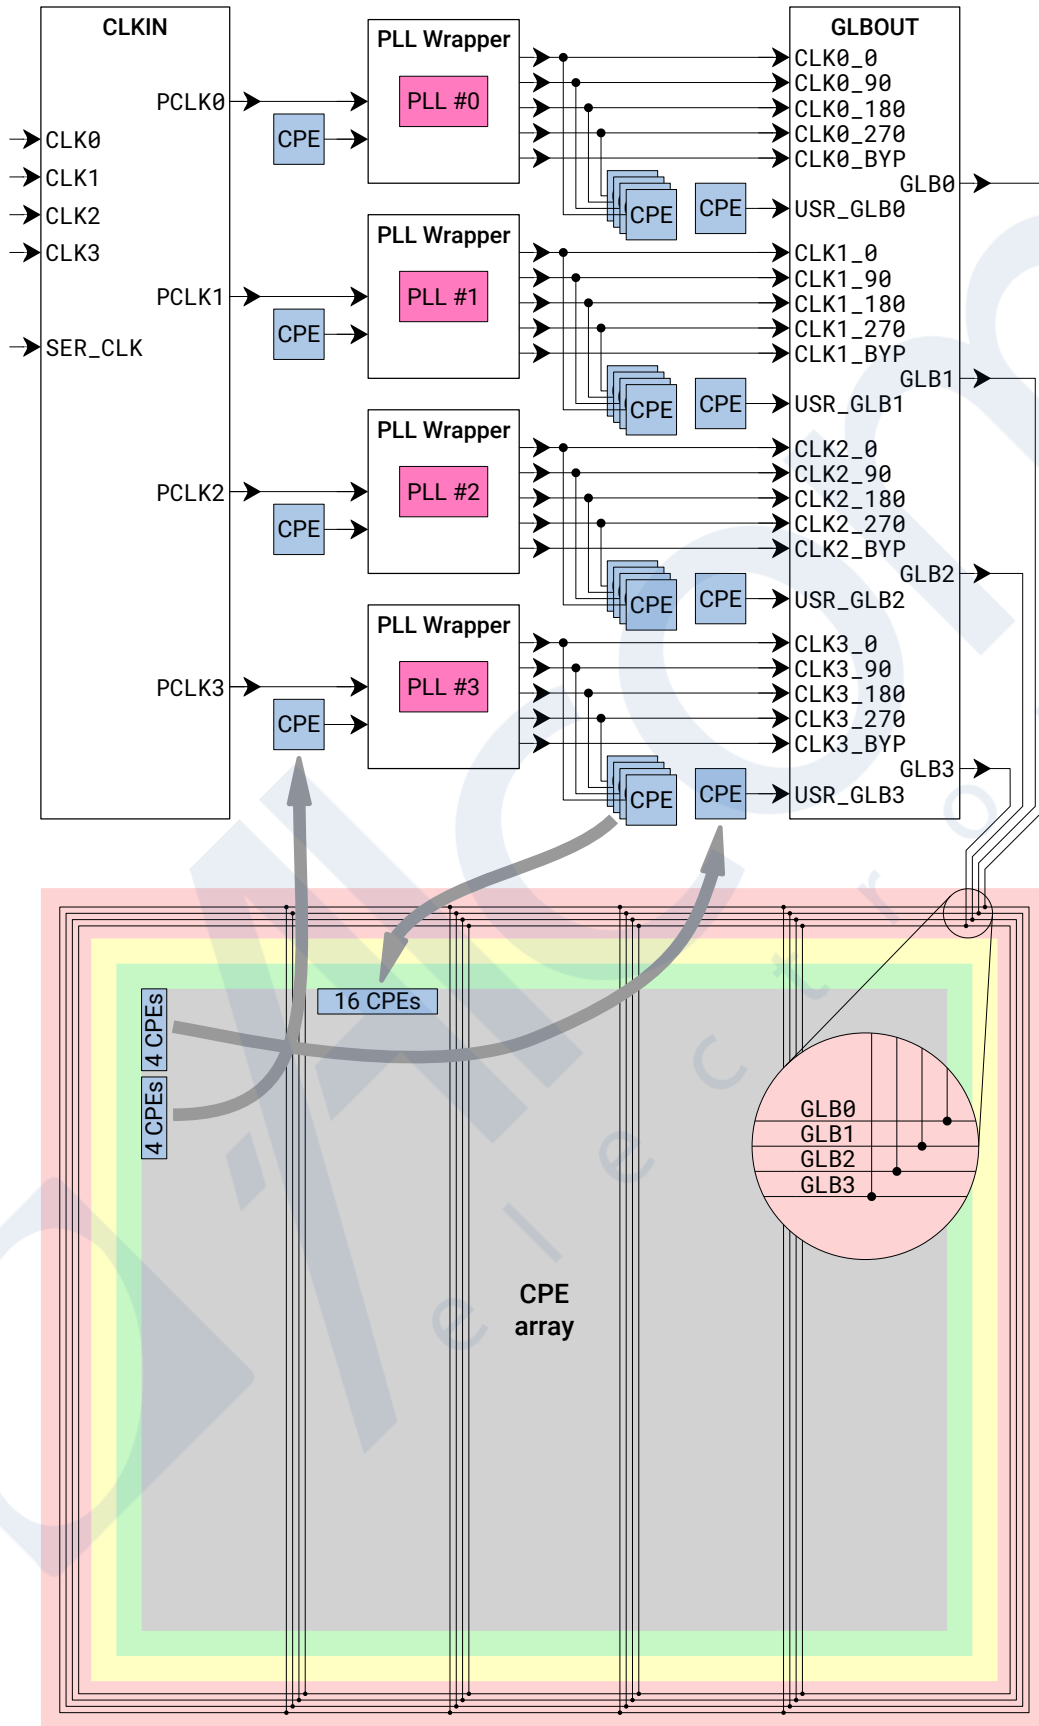 CLKIN
PCLK0
CLK0
CLK1
CLK2
CLK3
PCLK1
SER_CLK
PCLK2
PCLK3
PLL Wrapper
PLL #0
CPE
PLL Wrapper
PLL #1
CPE
PLL Wrapper
PLL #2
CPE
PLL Wrapper
PLL #3
CPE
CPE
CPE
CPE
CPE
CPE
CPE
CPE
CPE
GLBOUT
CLK0_0
CLK0_90
CLK0_180
CLK0_270
CLK0_BYP
GLB0
USR_GLB0
CLK1_0
CLK1_90
CLK1_180
CLK1_270
CLK1_BYP
GLB1
USR_GLB1
CLK2_0
CLK2_90
CLK2_180
CLK2_270
CLK2_BYP
GLB2
USR_GLB2
CLK3_0
CLK3_90
CLK3_180
CLK3_270
CLK3_BYP
GLB3
USR_GLB3
4 CPEs
4 CPEs
16 CPEs
GLB0
GLB1
GLB2
GLB3
CPE
array